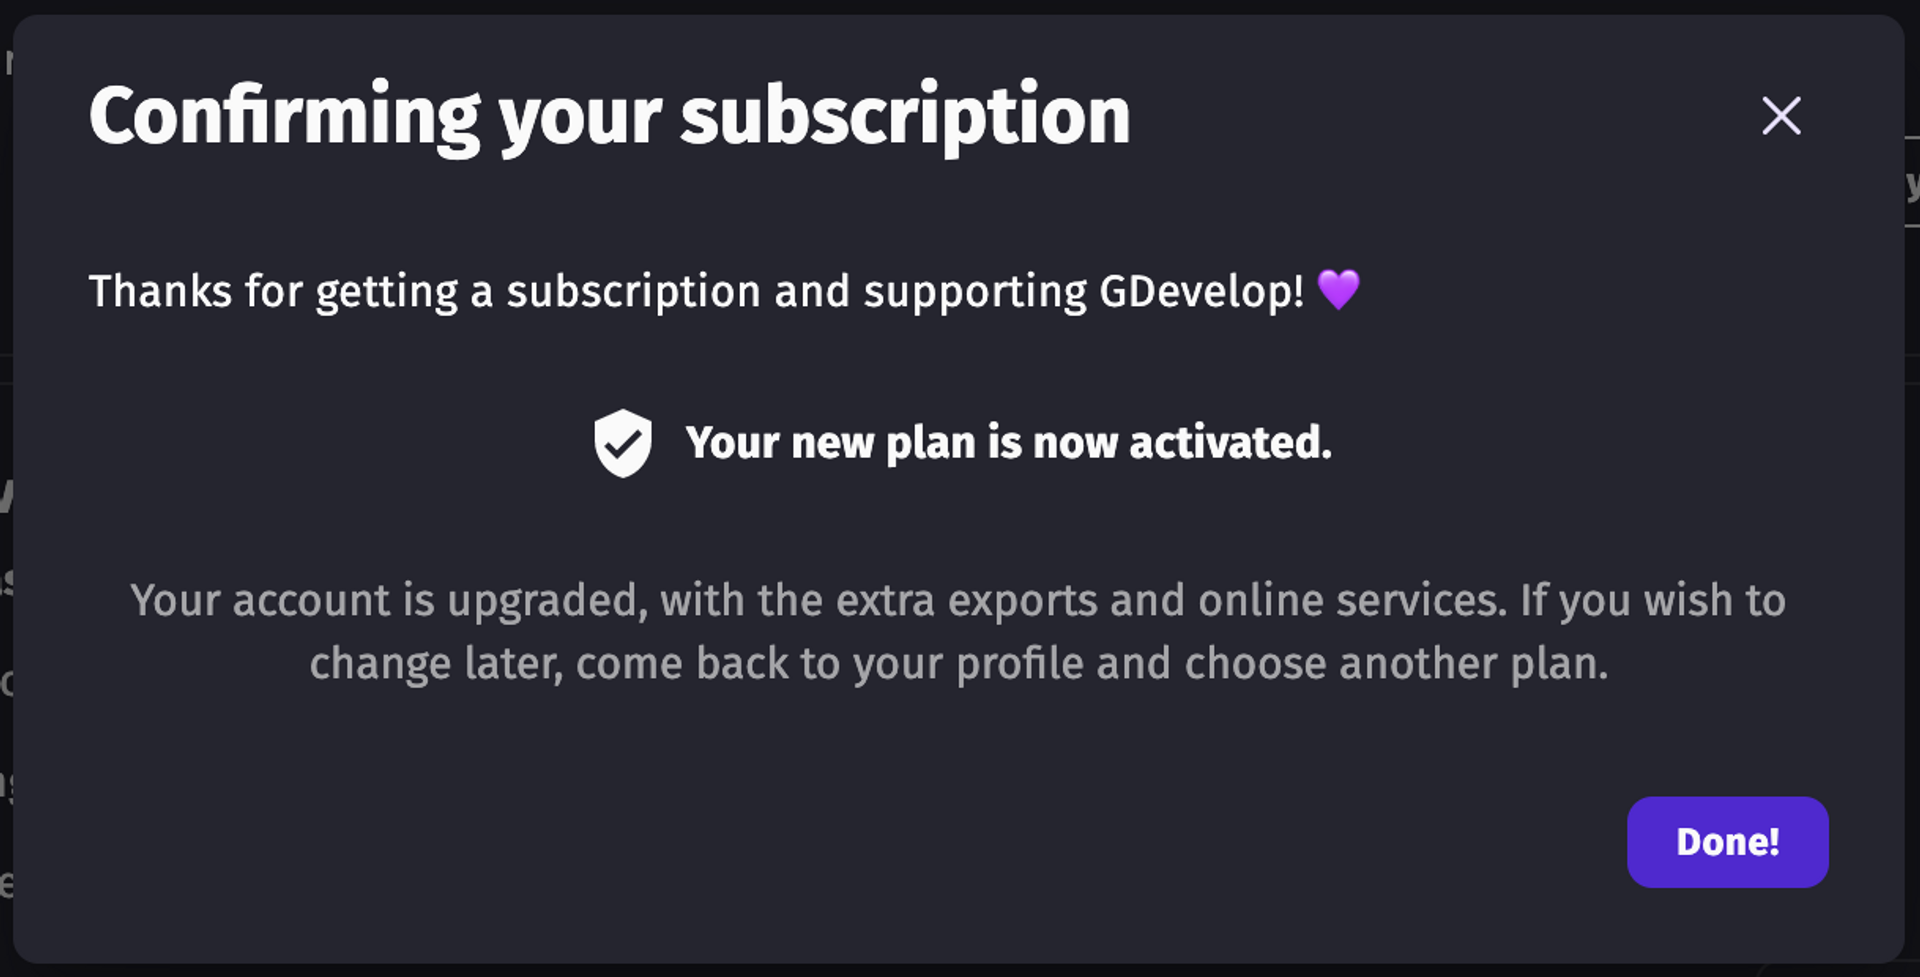 Confirming your subscription
Thanks for getting a subscription and supporting GDevelop! 💜
Your new plan is now activated.
Your account is upgraded, with the extra exports and online services. If you wish to
change later, come back to your profile and choose another plan.
Done!